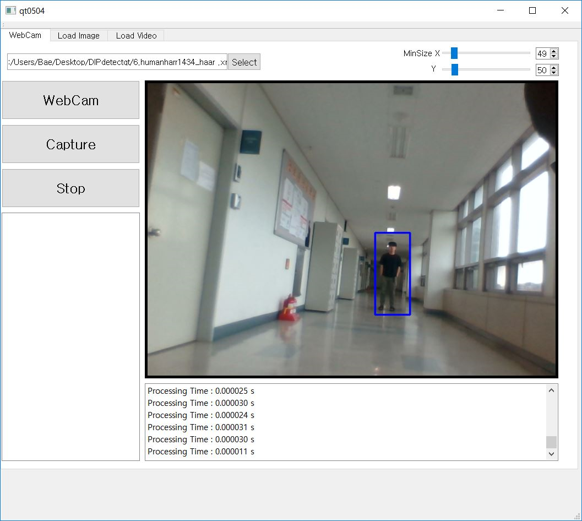 qt0504
WebCam Load Image Load Video
:/Users/Bae/Desktop/DIPdetectqt/6,humanharr1434_haar .xm Select
MinSize X 49
Y 50
WebCam
Capture
Stop
Processing Time : 0.000025 s
Processing Time : 0.000030 s
Processing Time : 0.000024 s
Processing Time : 0.000031 s
Processing Time : 0.000030 s
Processing Time : 0.000011 s